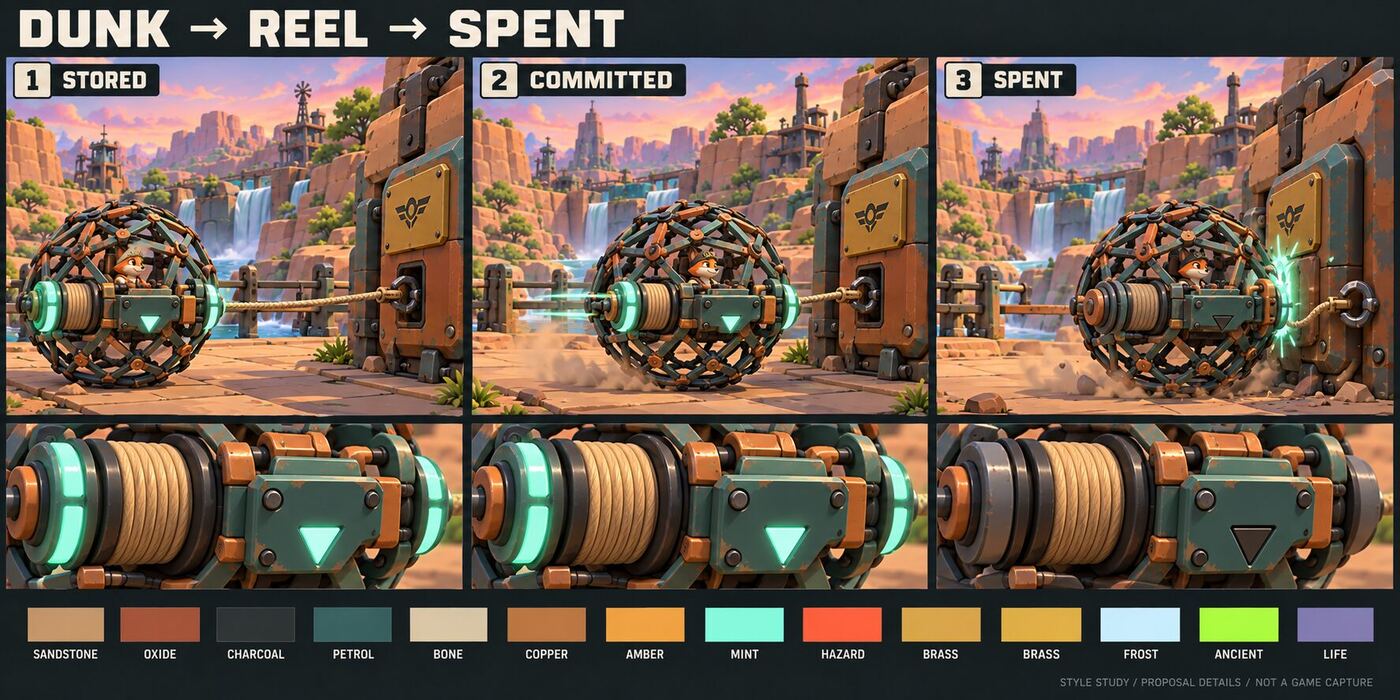 DUNK → REEL → SPENT
1 STORED
2 COMMITTED
3 SPENT
SANDSTONE
OXIDE
CHARCOAL
PETROL
BONE
COPPER
AMBER
MINT
HAZARD
BRASS
BRASS
FROST
ANCIENT
LIFE
STYLE STUDY / PROPOSAL DETAILS / NOT A GAME CAPTURE